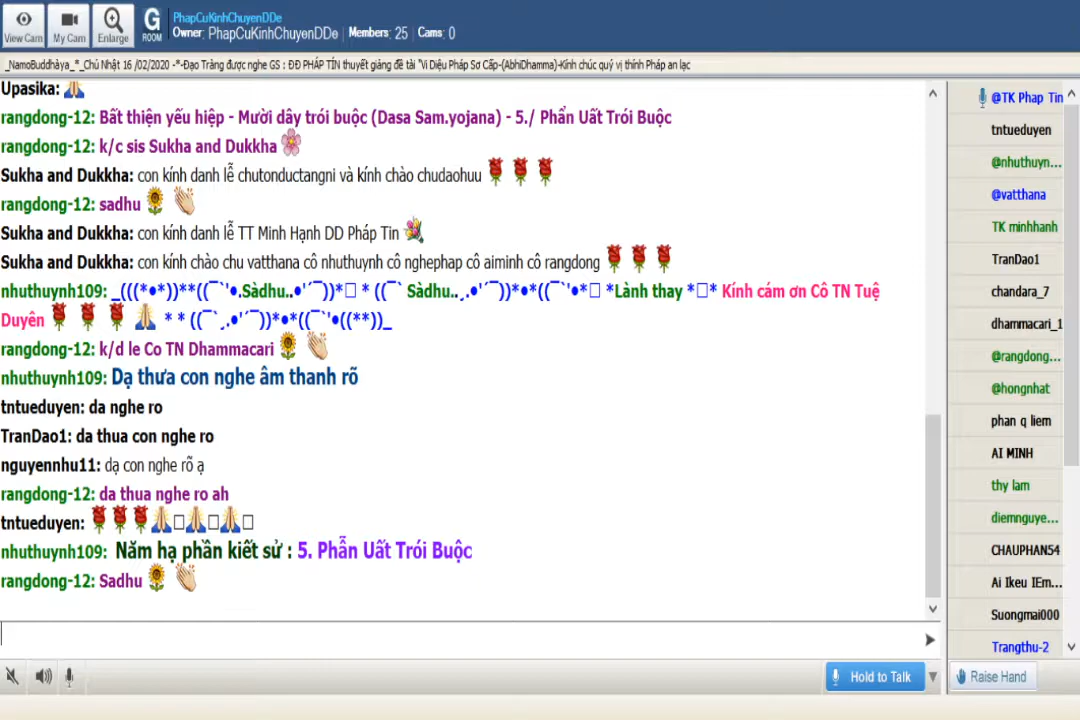 View Cam
My Cam
Enlarge
G
ROOM
PhapCuKinhChuyenDDe
Owner: PhapCuKinhChuyenDDe Members: 25 Cams: 0
_NamoBuddhàya_*_Chủ Nhật 16 /02/2020 -*-Đạo Tràng được nghe GS : ĐĐ PHÁP TÍN thuyết giảng đề tài "Vi Diệu Pháp Sơ Cấp-(AbhiDhamma)-Kính chúc quý vị thính Pháp an lạc
Upasika: 🙏
rangdong-12: Bất thiện yếu hiệp - Mười dây trói buộc (Dasa Sam.yojana) - 5./ Phẩn Uất Trói Buộc
rangdong-12: k/c sis Sukha and Dukkha 🌸
Sukha and Dukkha: con kính danh lễ chutonductangni và kính chào chudaohuu 🌹 🌹 🌹
rangdong-12: sadhu 🌻 👏
Sukha and Dukkha: con kính danh lễ TT Minh Hạnh DD Pháp Tin 💐
Sukha and Dukkha: con kính chào chu vatthana cô nhuthuynh cô nghephap cô aiminh cô rangdong 🌹 🌹 🌹
nhuthuynh109: _(((*•*))**((¯`'•.Sàdhu..•'´¯))*□ * ((¯` Sàdhu..¸.•'´¯))*•*((¯`'•*□ *Lành thay *□* Kính cám ơn Cô TN Tuệ
Duyên 🌹 🌹 🌹 🙏 * * ((¯`¸.•'´¯))*•*((¯`'•((**))_
rangdong-12: k/d le Co TN Dhammacari 🌻 👏
nhuthuynh109: Dạ thưa con nghe âm thanh rõ
tntueduyen: da nghe ro
TranDao1: da thua con nghe ro
nguyennhu11: dạ con nghe rõ ạ
rangdong-12: da thua nghe ro ah
tntueduyen: 🌹🌹🌹🙏□🙏□🙏□
nhuthuynh109: Năm hạ phần kiết sử : 5. Phẫn Uất Trói Buộc
rangdong-12: Sadhu 🌻 👏
Hold to Talk
@TK Phap Tin
tntueduyen
@nhuthuyn...
@vatthana
TK minhhanh
TranDao1
chandara_7
dhammacari_1
@rangdong...
@hongnhat
phan q liem
AI MINH
thy lam
diemnguye...
CHAUPHAN54
Ai Ikeu IEm...
Suongmai000
Trangthu-2
Raise Hand